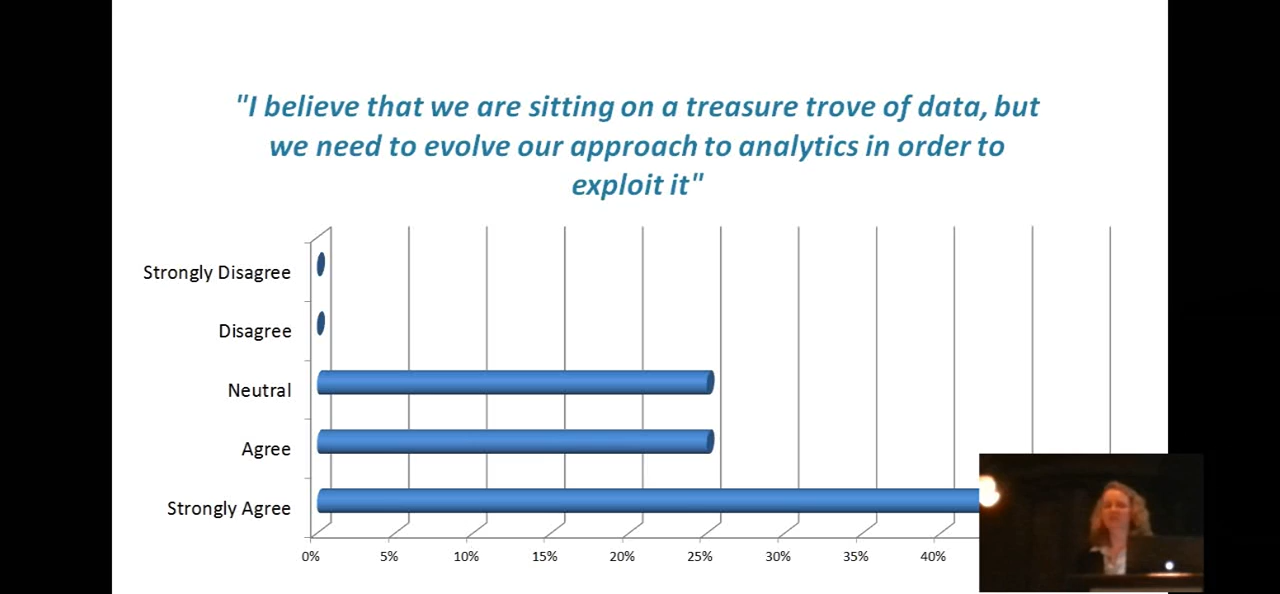 "I believe that we are sitting on a treasure trove of data, but
we need to evolve our approach to analytics in order to
exploit it"
Strongly Disagree
Disagree
Neutral
Agree
Strongly Agree
0% 5% 10% 15% 20% 25% 30% 35% 40%